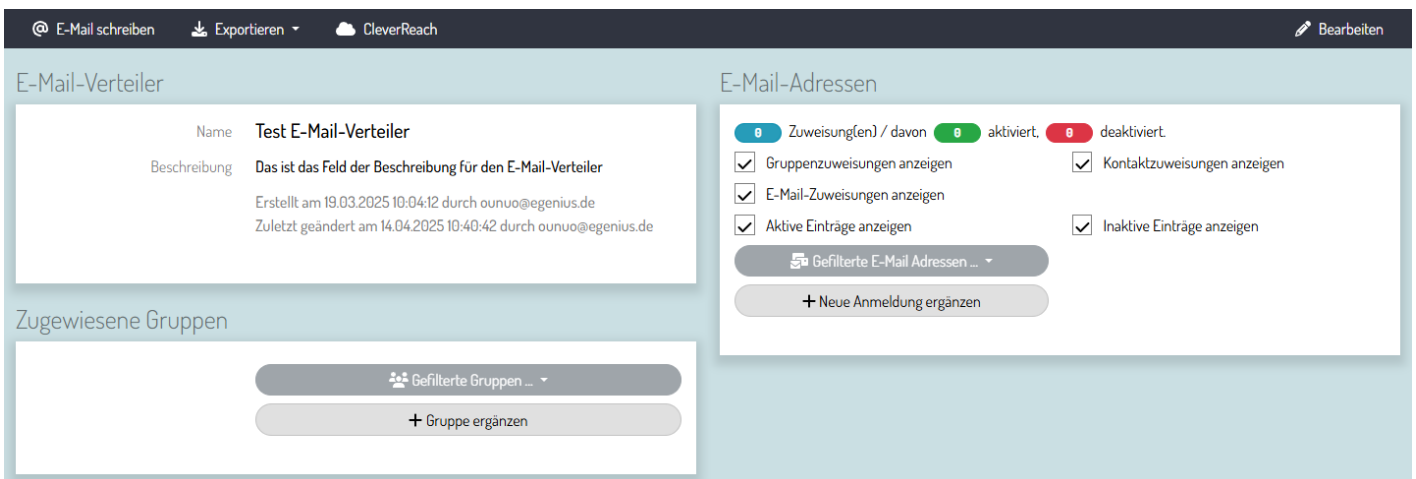 E-Mail schreiben Exportieren CleverReach Bearbeiten
E-Mail-Verteiler
Name Test E-Mail-Verteiler
Beschreibung Das ist das Feld der Beschreibung für den E-Mail-Verteiler
Erstellt am 19.03.2025 10:04:12 durch ounuo@egenius.de
Zuletzt geändert am 14.04.2025 10:40:42 durch ounuo@egenius.de
Zugewiesene Gruppen
Gefilterte Gruppen ...
+ Gruppe ergänzen
E-Mail-Adressen
0 Zuweisung(en) / davon 0 aktiviert, 0 deaktiviert.
Gruppenzuweisungen anzeigen Kontaktzuweisungen anzeigen
E-Mail-Zuweisungen anzeigen
Aktive Einträge anzeigen Inaktive Einträge anzeigen
Gefilterte E-Mail Adressen ...
+ Neue Anmeldung ergänzen